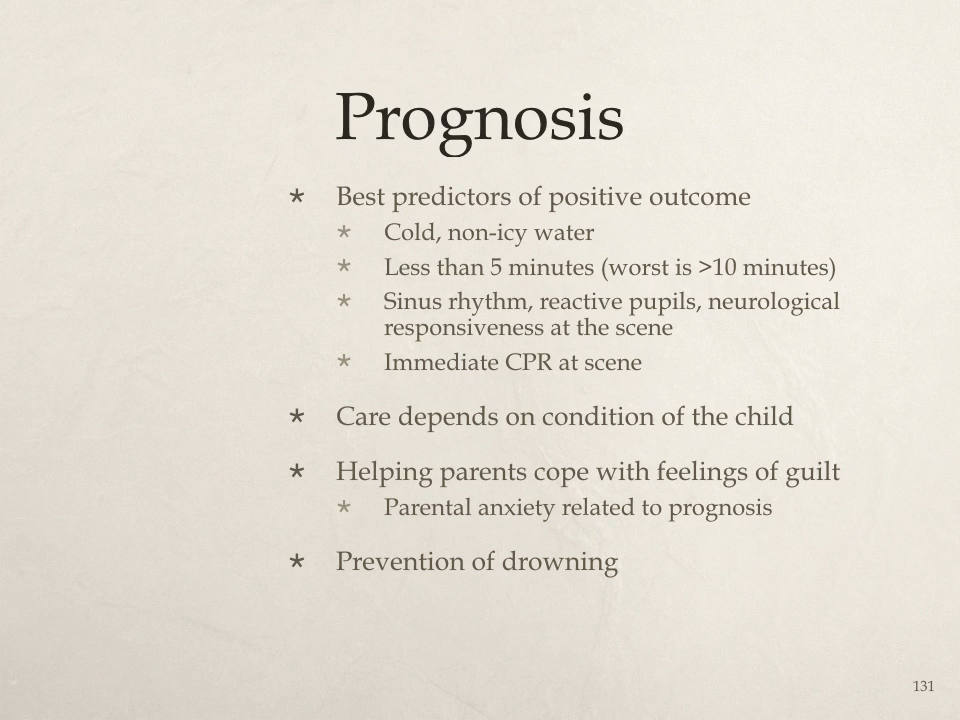 Prognosis
* Best predictors of positive outcome
* Cold, non-icy water
* Less than 5 minutes (worst is >10 minutes)
* Sinus rhythm, reactive pupils, neurological
responsiveness at the scene
* Immediate CPR at scene
* Care depends on condition of the child
* Helping parents cope with feelings of guilt
* Parental anxiety related to prognosis
* Prevention of drowning
131